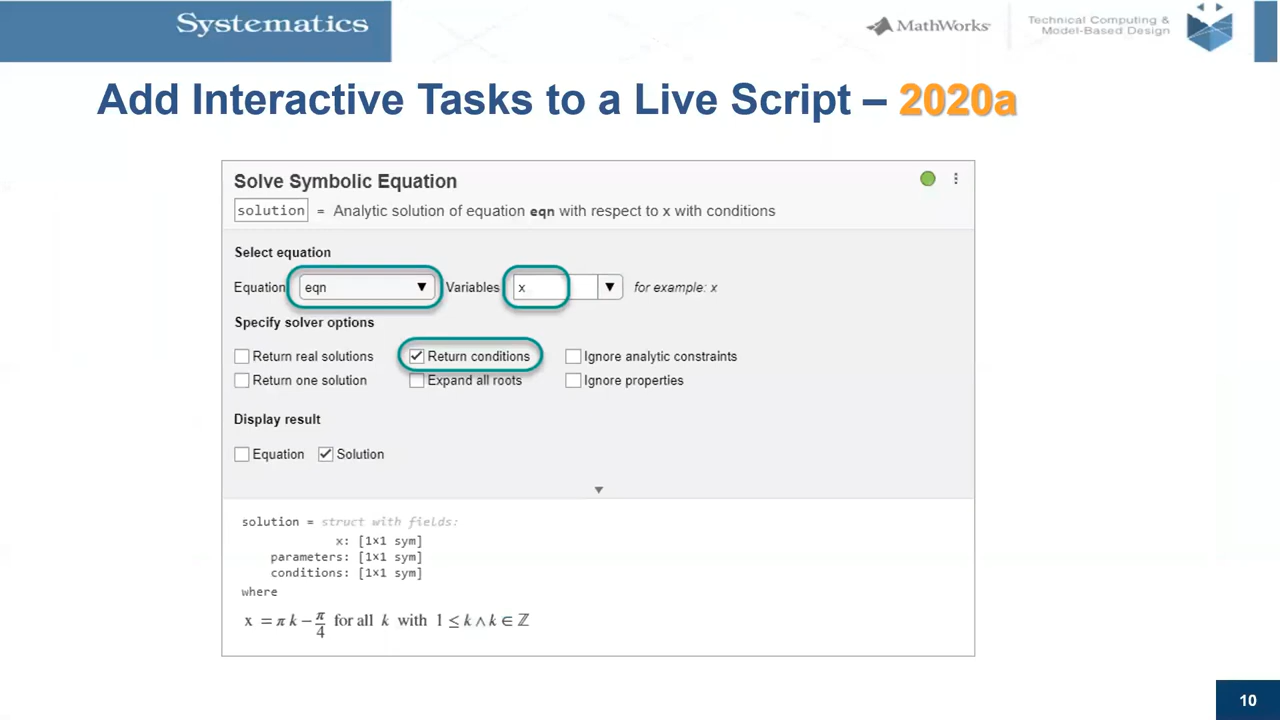 Systematics
MathWorks
Technical Computing &
Model-Based Design
Add Interactive Tasks to a Live Script – 2020a
Solve Symbolic Equation
solution = Analytic solution of equation eqn with respect to x with conditions
Select equation
Equation eqn ▼ Variables x ▼ for example: x
Specify solver options
Return real solutions Return conditions Ignore analytic constraints
Return one solution Expand all roots Ignore properties
Display result
Equation Solution
solution = struct with fields:
x: [1×1 sym]
parameters: [1×1 sym]
conditions: [1×1 sym]
where
x = π k − π/4 for all k with 1 ≤ k ∧ k ∈ ℤ
10